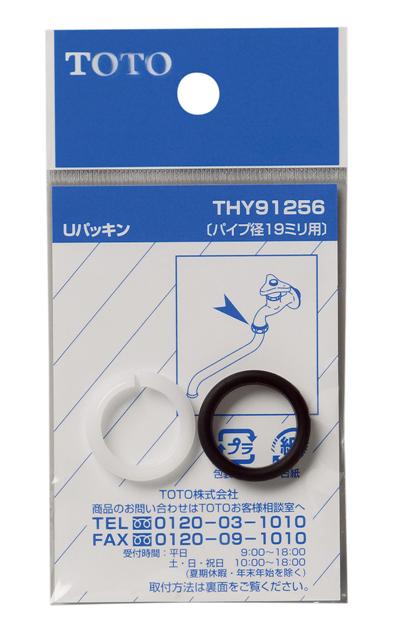 TOTO
THY91256
Uパッキン 〔パイプ径19ミリ用〕
プラ 紙
TOTO株式会社
商品のお問い合わせはTOTOお客様相談室へ
TEL 0120-03-1010
FAX 0120-09-1010
受付時間：平日 9:00〜18:00
土・日・祝日 10:00〜18:00
（夏期休暇・年末年始を除く）
取付方法は裏面をご覧ください。